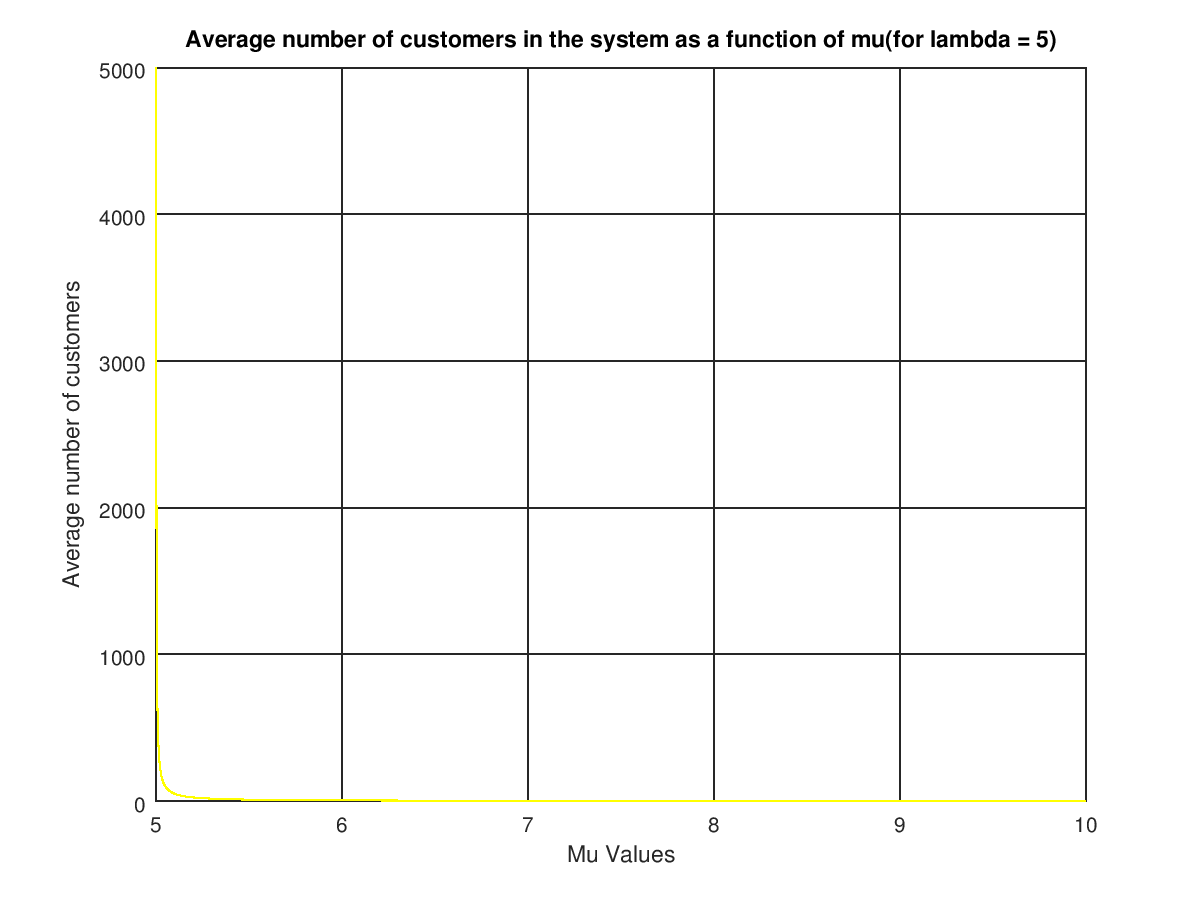 Average number of customers in the system as a function of mu(for lambda = 5)
5000
4000
3000
2000
1000
0
Average number of customers
5 6 7 8 9 10
Mu Values